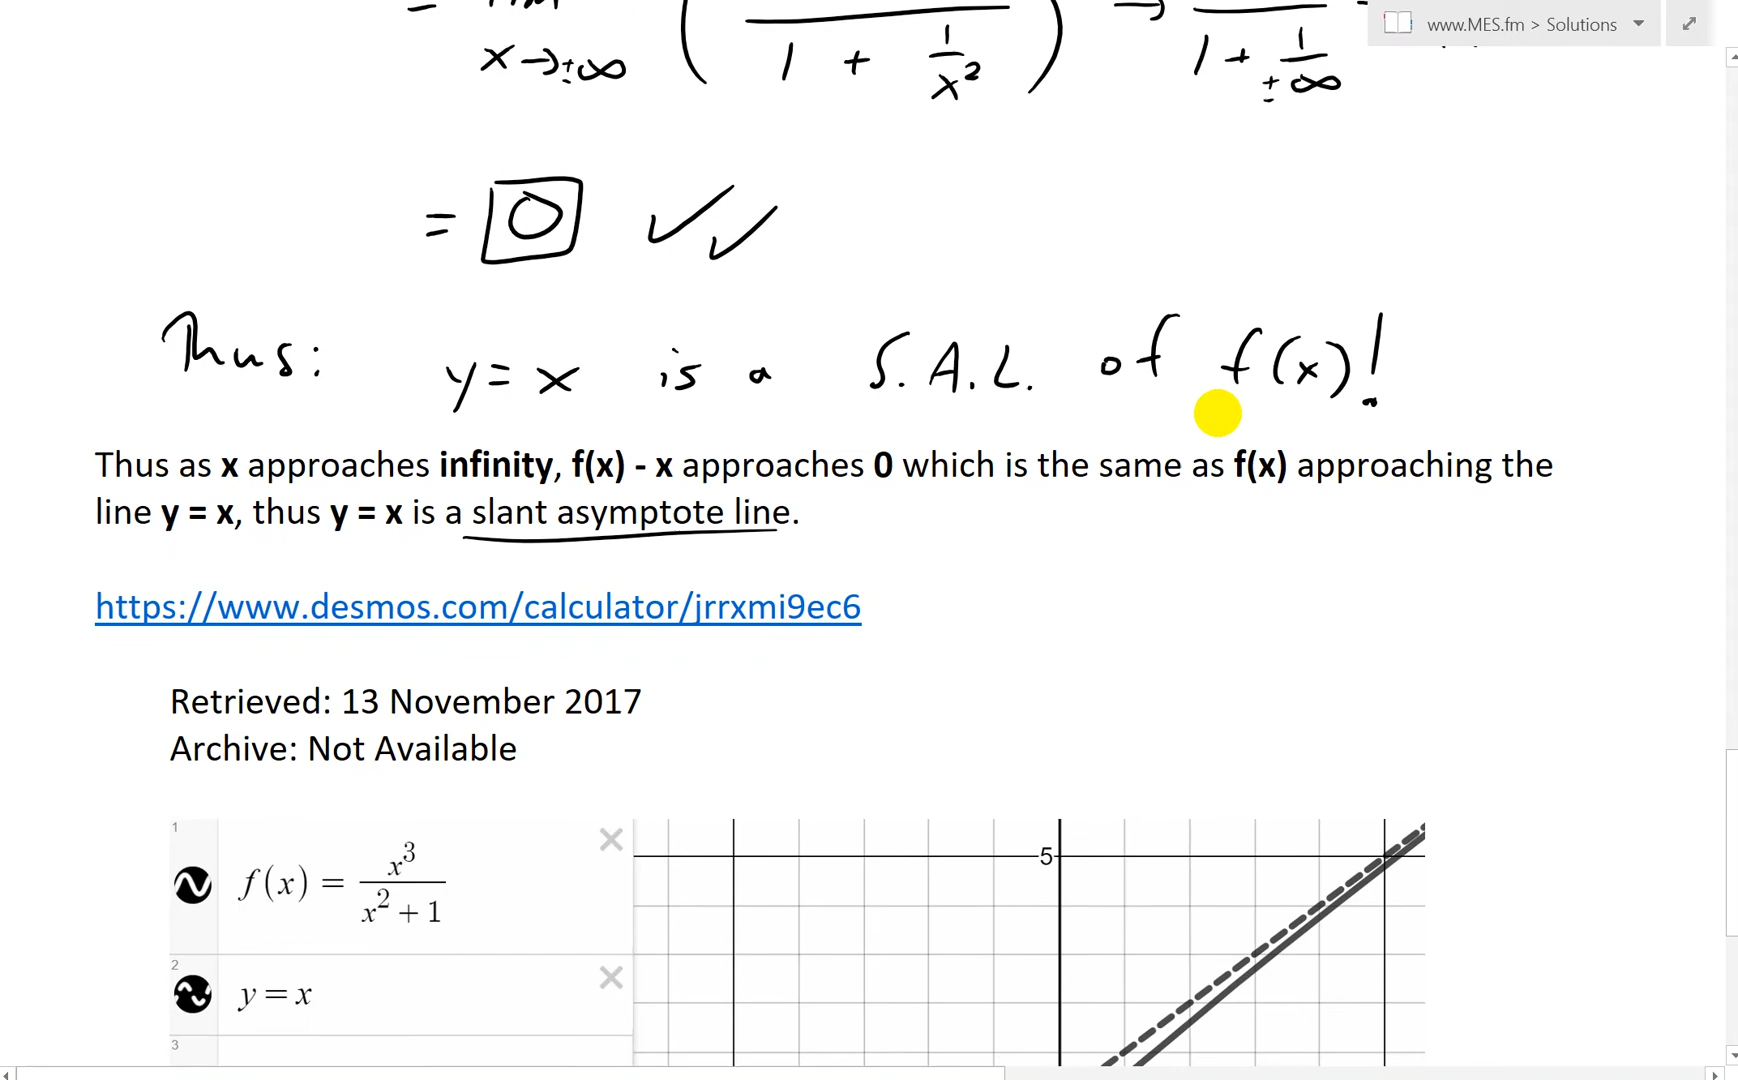 www.MES.fm > Solutions
x → ±∞ ( 1 + 1/x² ) → 1 + 1/±∞
= 0 ✓✓
Thus: y = x is a S.A.L. of f(x)!
Thus as x approaches infinity, f(x) - x approaches 0 which is the same as f(x) approaching the
line y = x, thus y = x is a slant asymptote line.
https://www.desmos.com/calculator/jrrxmi9ec6
Retrieved: 13 November 2017
Archive: Not Available
1
f(x) = x³/(x² + 1)
5
2
y = x
3